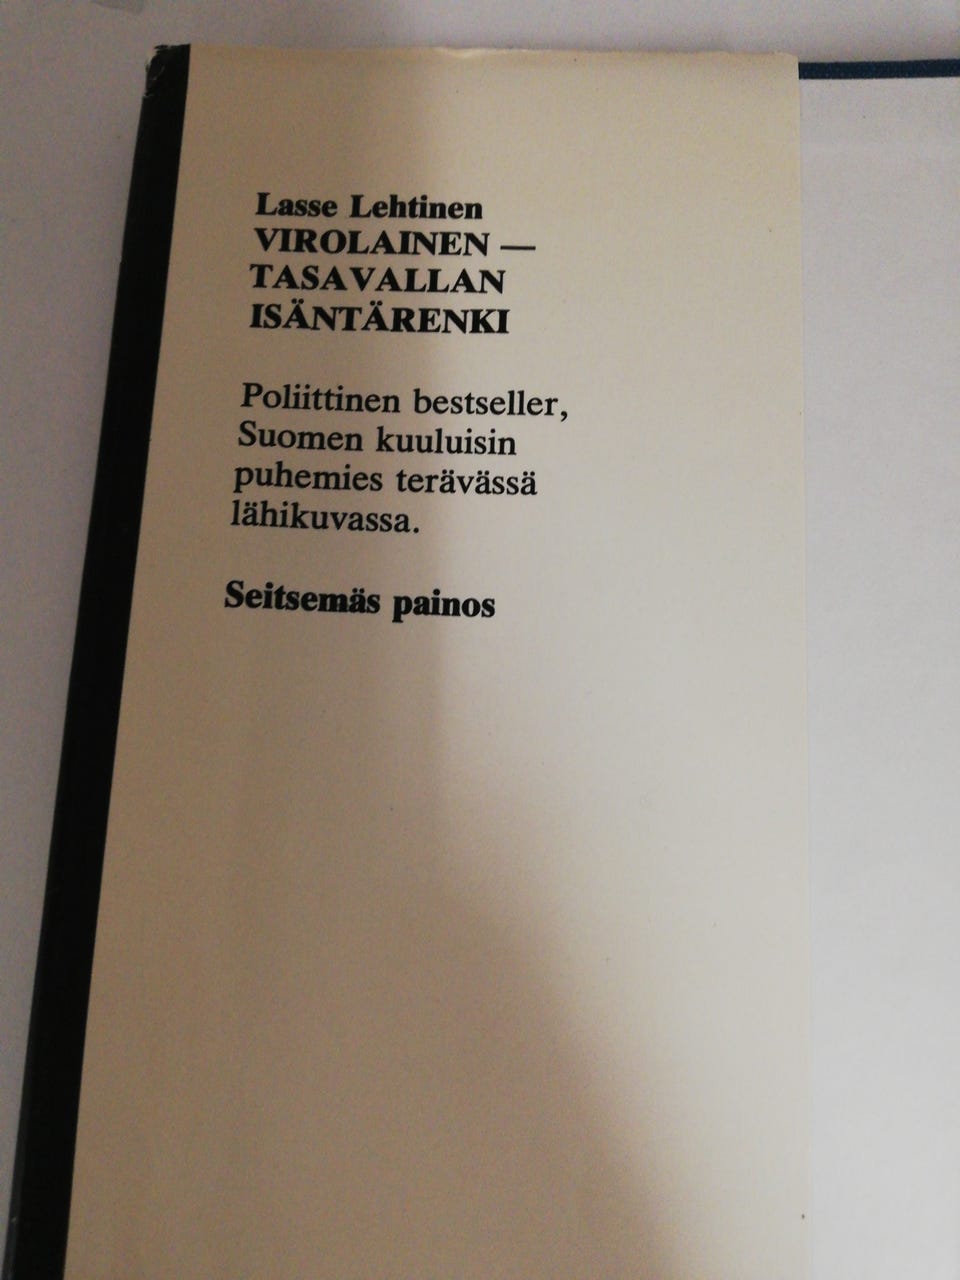 Lasse Lehtinen
VIROLAINEN —
TASAVALLAN
ISÄNTÄRENKI
Poliittinen bestseller,
Suomen kuuluisin
puhemies terävässä
lähikuvassa.
Seitsemäs painos